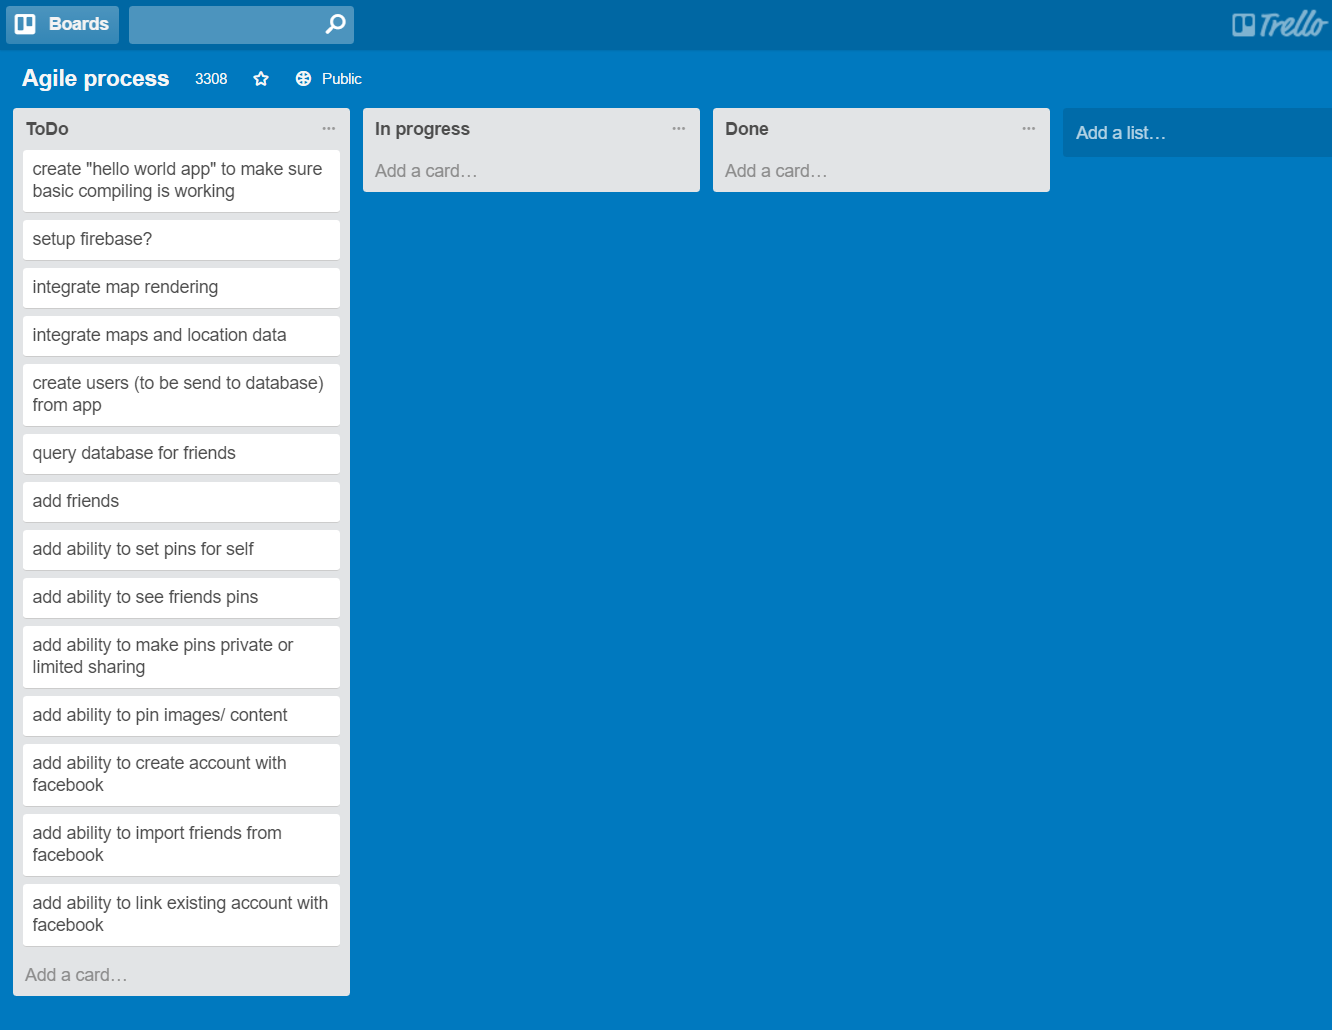 Boards
Trello
Agile process 3308 Public
ToDo
create "hello world app" to make sure
basic compiling is working
setup firebase?
integrate map rendering
integrate maps and location data
create users (to be send to database)
from app
query database for friends
add friends
add ability to set pins for self
add ability to see friends pins
add ability to make pins private or
limited sharing
add ability to pin images/ content
add ability to create account with
facebook
add ability to import friends from
facebook
add ability to link existing account with
facebook
Add a card…
In progress
Add a card…
Done
Add a card…
Add a list…